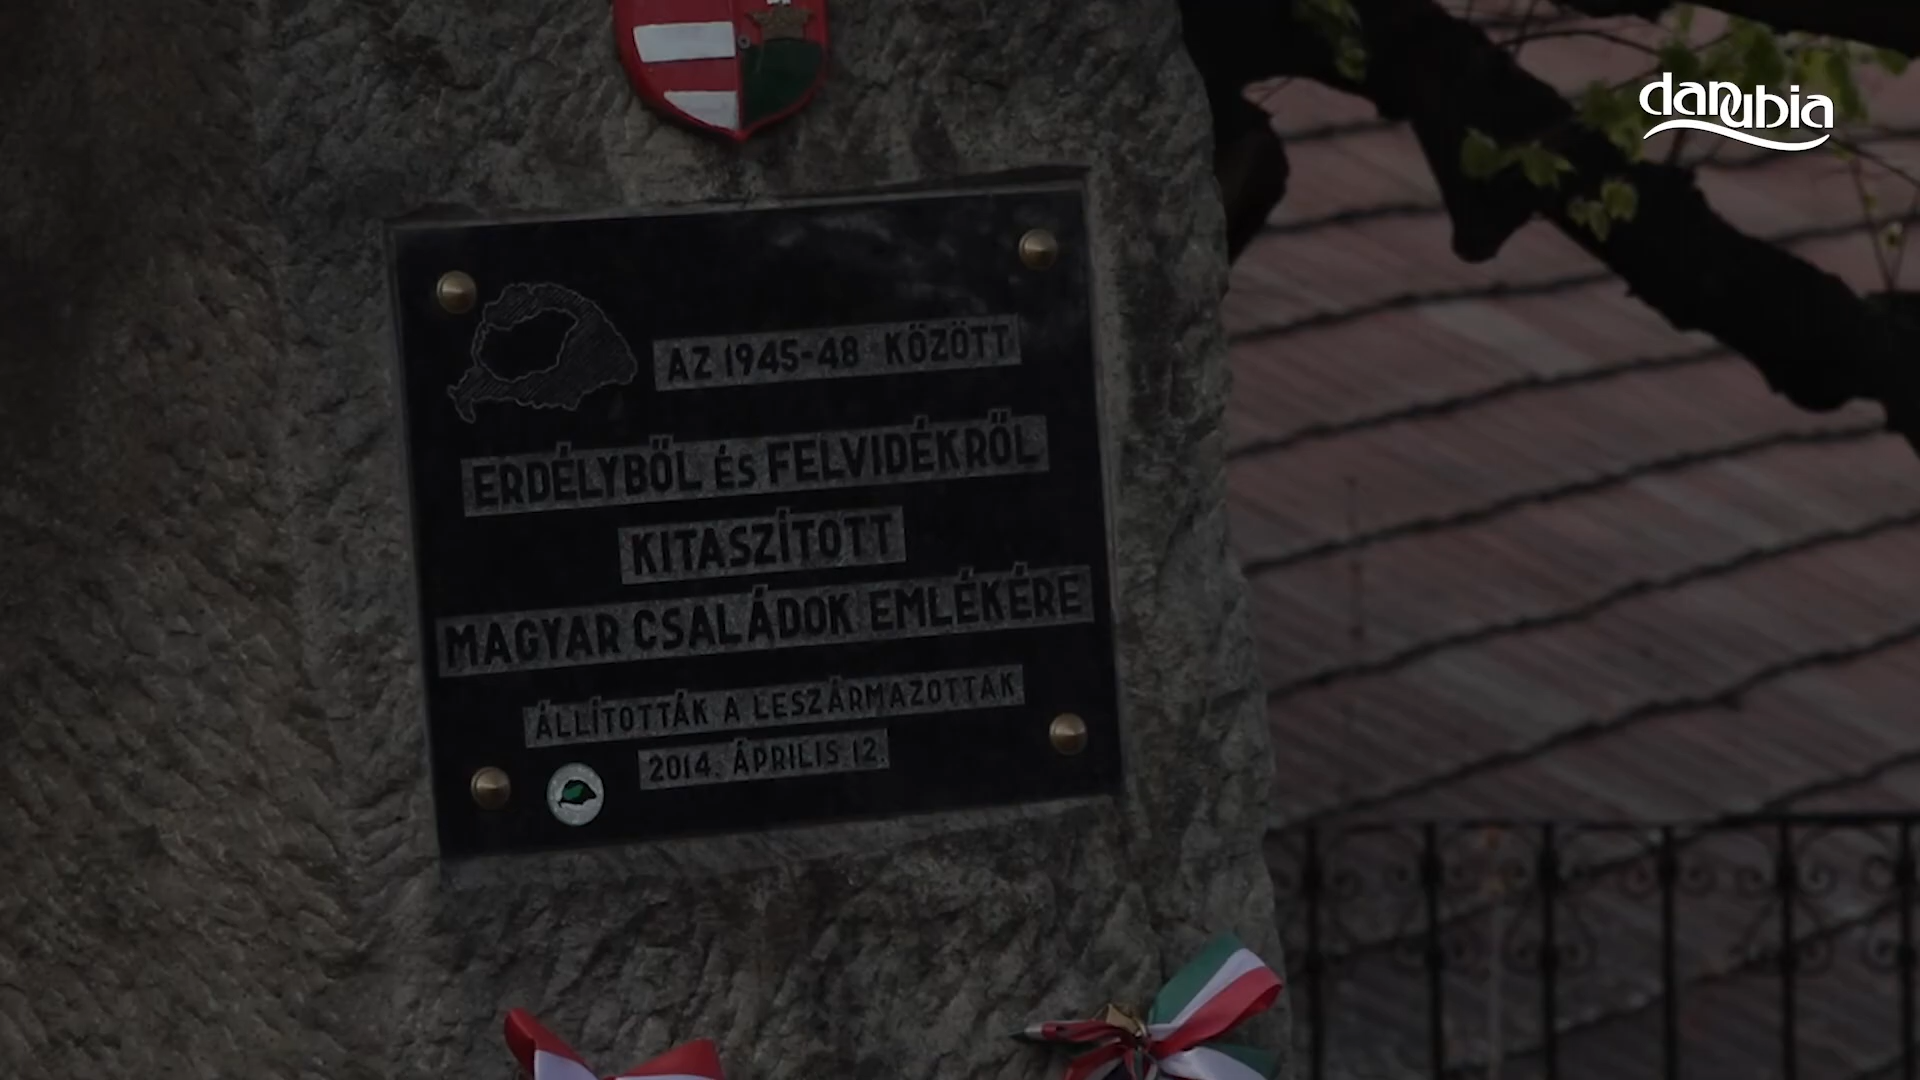 danubia
AZ 1945-48 KÖZÖTT
ERDÉLYBŐL ÉS FELVIDÉKRŐL
KITASZÍTOTT
MAGYAR CSALÁDOK EMLÉKÉRE
ÁLLÍTOTTÁK A LESZÁRMAZOTTAK
2014. ÁPRILIS 12.